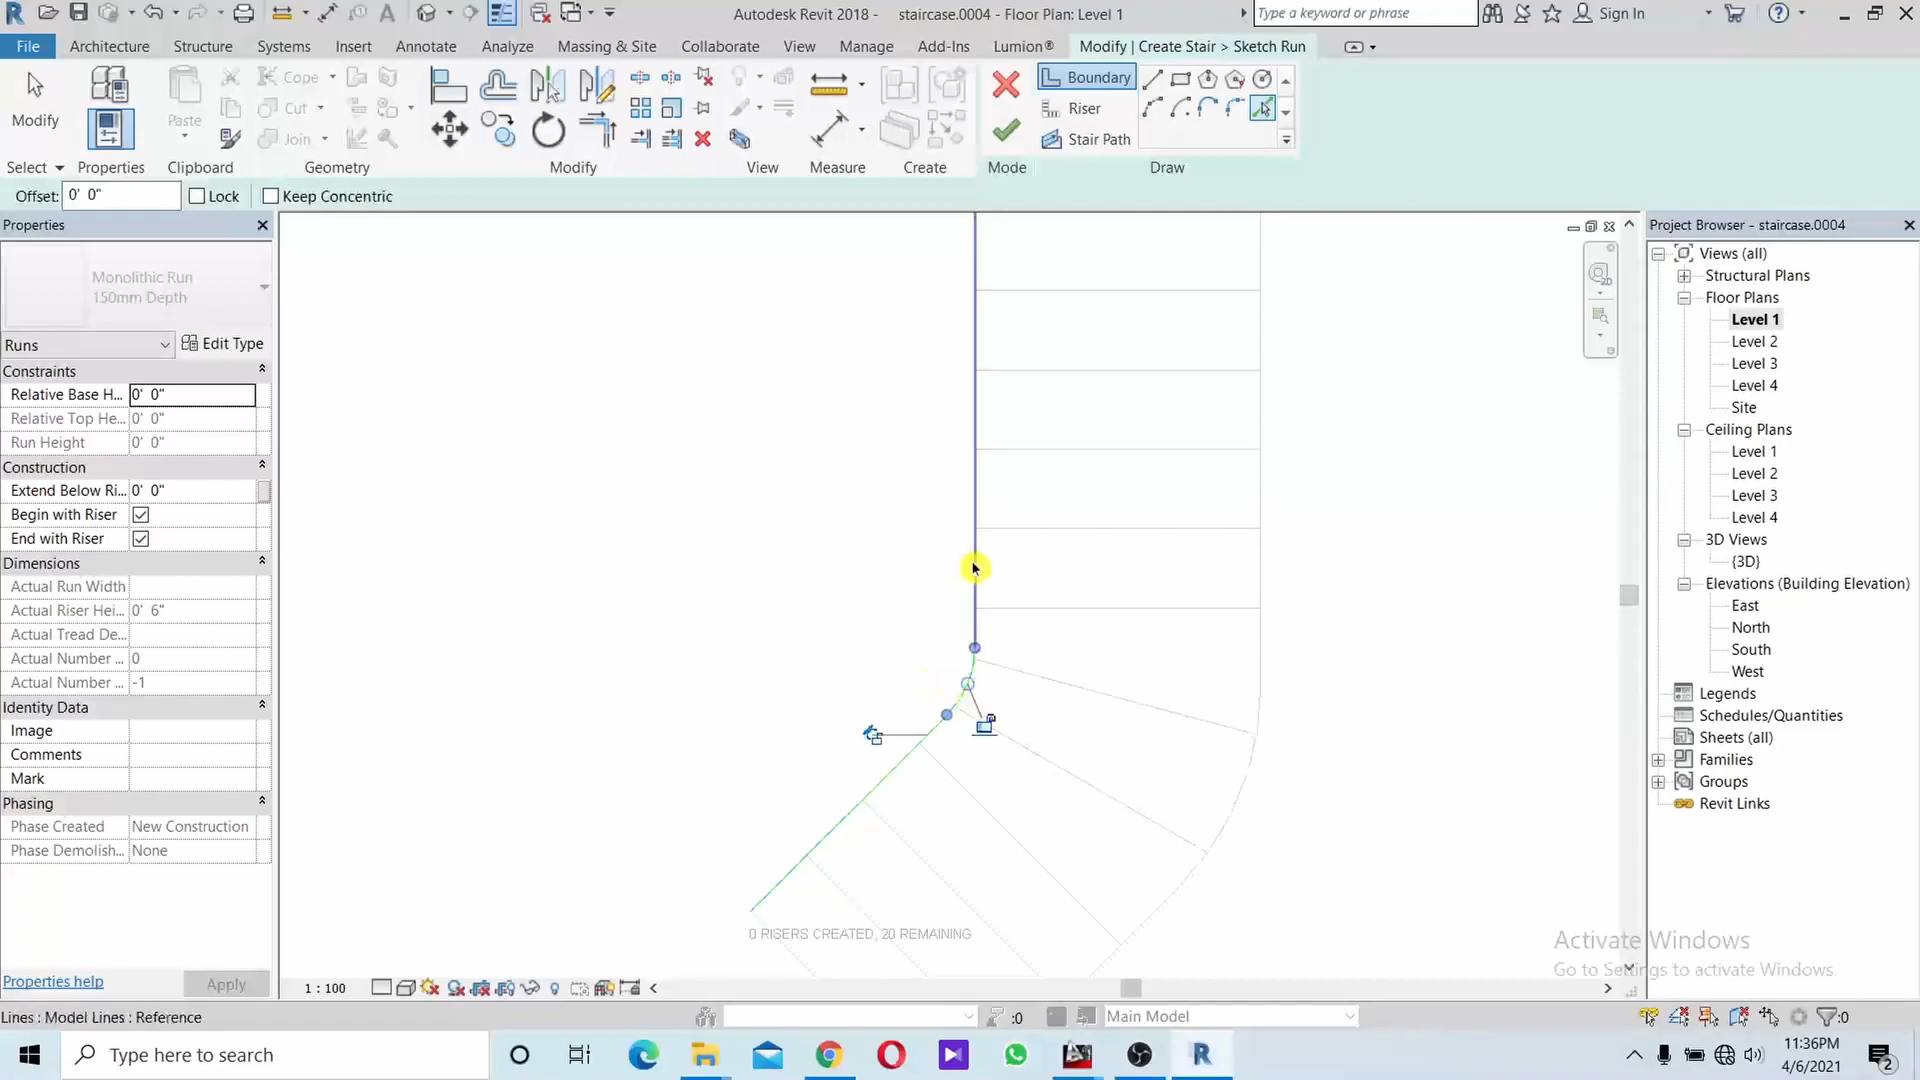 Autodesk Revit 2018 - staircase.0004 - Floor Plan: Level 1
Type a keyword or phrase
Sign In
File Architecture Structure Systems Insert Annotate Analyze Massing & Site Collaborate View Manage Add-Ins Lumion® Modify | Create Stair > Sketch Run
Modify
Paste
Cope
Cut
Join
Boundary
Riser
Stair Path
Select Properties Clipboard Geometry Modify View Measure Create Mode Draw
Offset: 0' 0" Lock Keep Concentric
Properties
Monolithic Run
150mm Depth
Runs Edit Type
Constraints
Relative Base H... 0' 0"
Relative Top He... 0' 0"
Run Height 0' 0"
Construction
Extend Below Ri... 0' 0"
Begin with Riser
End with Riser
Dimensions
Actual Run Width
Actual Riser Hei... 0' 6"
Actual Tread De...
Actual Number ... 0
Actual Number ... -1
Identity Data
Image
Comments
Mark
Phasing
Phase Created New Construction
Phase Demolish... None
Properties help Apply
0 RISERS CREATED, 20 REMAINING
1 : 100
Project Browser - staircase.0004
Views (all)
Structural Plans
Floor Plans
Level 1
Level 2
Level 3
Level 4
Site
Ceiling Plans
Level 1
Level 2
Level 3
Level 4
3D Views
{3D}
Elevations (Building Elevation)
East
North
South
West
Legends
Schedules/Quantities
Sheets (all)
Families
Groups
Revit Links
Activate Windows
Go to Settings to activate Windows.
Lines : Model Lines : Reference
:0 Main Model :0
Type here to search
11:36PM
4/6/2021
2